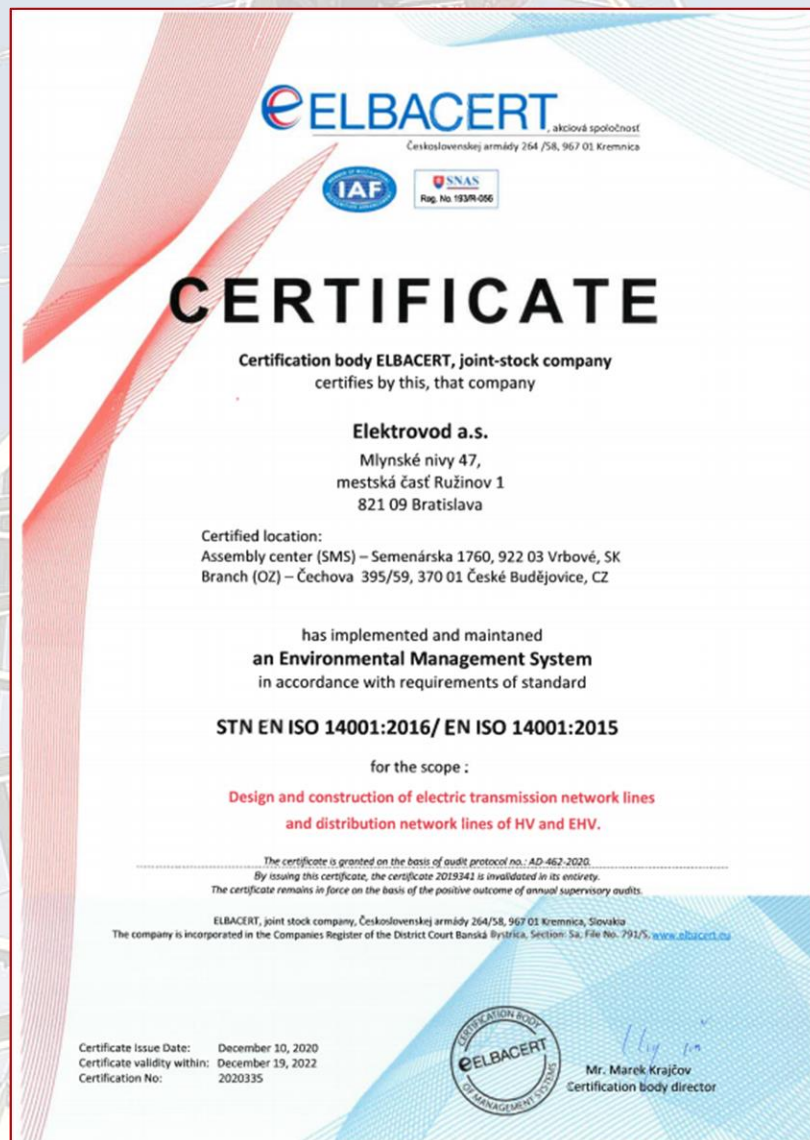 eELBACERT, akciová spoločnosť
Československej armády 264 /58, 967 01 Kremnica
MEMBER OF MULTILATERAL
IAF
RECOGNITION ARRANGEMENT
SNAS
Reg. No. 193/R-056
CERTIFICATE
Certification body ELBACERT, joint-stock company
certifies by this, that company
Elektrovod a.s.
Mlynské nivy 47,
mestská časť Ružinov 1
821 09 Bratislava
Certified location:
Assembly center (SMS) – Semenárska 1760, 922 03 Vrbové, SK
Branch (OZ) – Čechova 395/59, 370 01 České Budějovice, CZ
has implemented and maintaned
an Environmental Management System
in accordance with requirements of standard
STN EN ISO 14001:2016/ EN ISO 14001:2015
for the scope :
Design and construction of electric transmission network lines
and distribution network lines of HV and EHV.
The certificate is granted on the basis of audit protocol no.: AD-462-2020.
By issuing this certificate, the certificate 2019341 is invalidated in its entirety.
The certificate remains in force on the basis of the positive outcome of annual supervisory audits.
ELBACERT, joint stock company, Československej armády 264/58, 967 01 Kremnica, Slovakia
The company is incorporated in the Companies Register of the District Court Banská Bystrica, Section: Sa, File No. 791/S, www.elbacert.eu
Certificate Issue Date: December 10, 2020
Certificate validity within: December 19, 2022
Certification No: 2020335
CERTIFICATION BODY
eELBACERT
OF MANAGEMENT SYSTEMS
Mr. Marek Krajčov
Certification body director